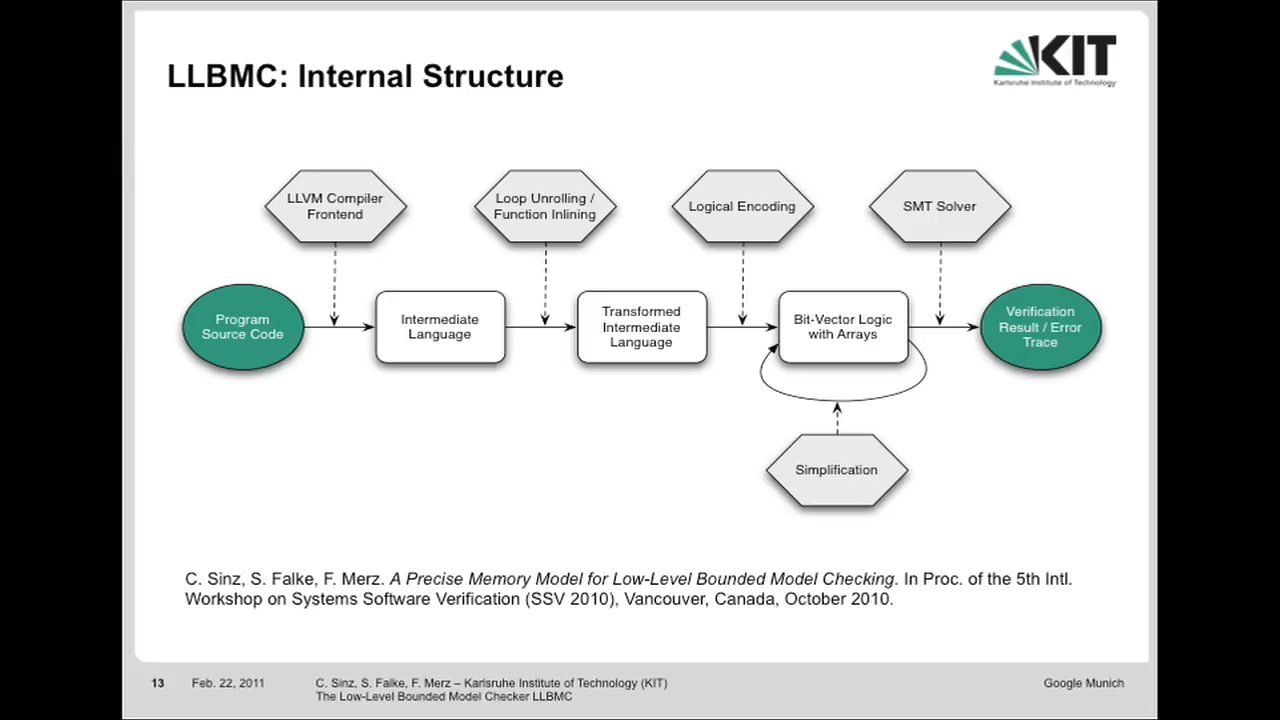 LLBMC: Internal Structure
KIT
Karlsruhe Institute of Technology
LLVM Compiler
Frontend
Loop Unrolling /
Function Inlining
Logical Encoding
SMT Solver
Program
Source Code
Intermediate
Language
Transformed
Intermediate
Language
Bit-Vector Logic
with Arrays
Verification
Result / Error
Trace
Simplification
C. Sinz, S. Falke, F. Merz. A Precise Memory Model for Low-Level Bounded Model Checking. In Proc. of the 5th Intl.
Workshop on Systems Software Verification (SSV 2010), Vancouver, Canada, October 2010.
13
Feb. 22, 2011
C. Sinz, S. Falke, F. Merz – Karlsruhe Institute of Technology (KIT)
The Low-Level Bounded Model Checker LLBMC
Google Munich